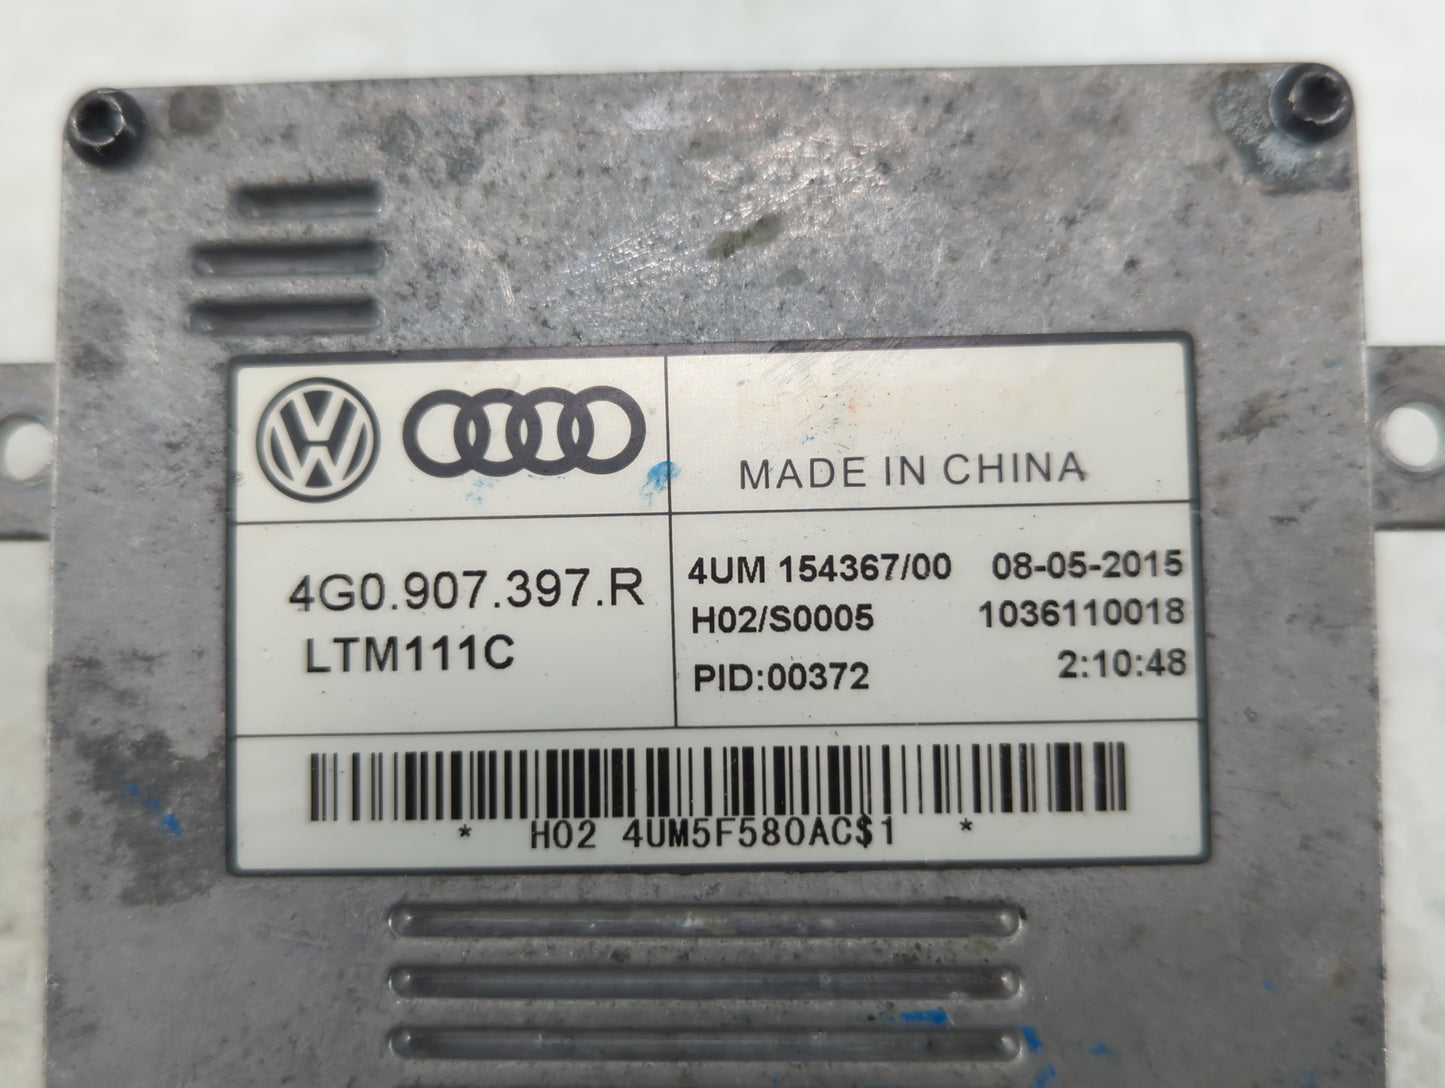 MADE IN CHINA
4G0.907.397.R
LTM111C
4UM 154367/00 08-05-2015
H02/S0005 1036110018
PID:00372 2:10:48
* H02 4UM5F580AC$1 *